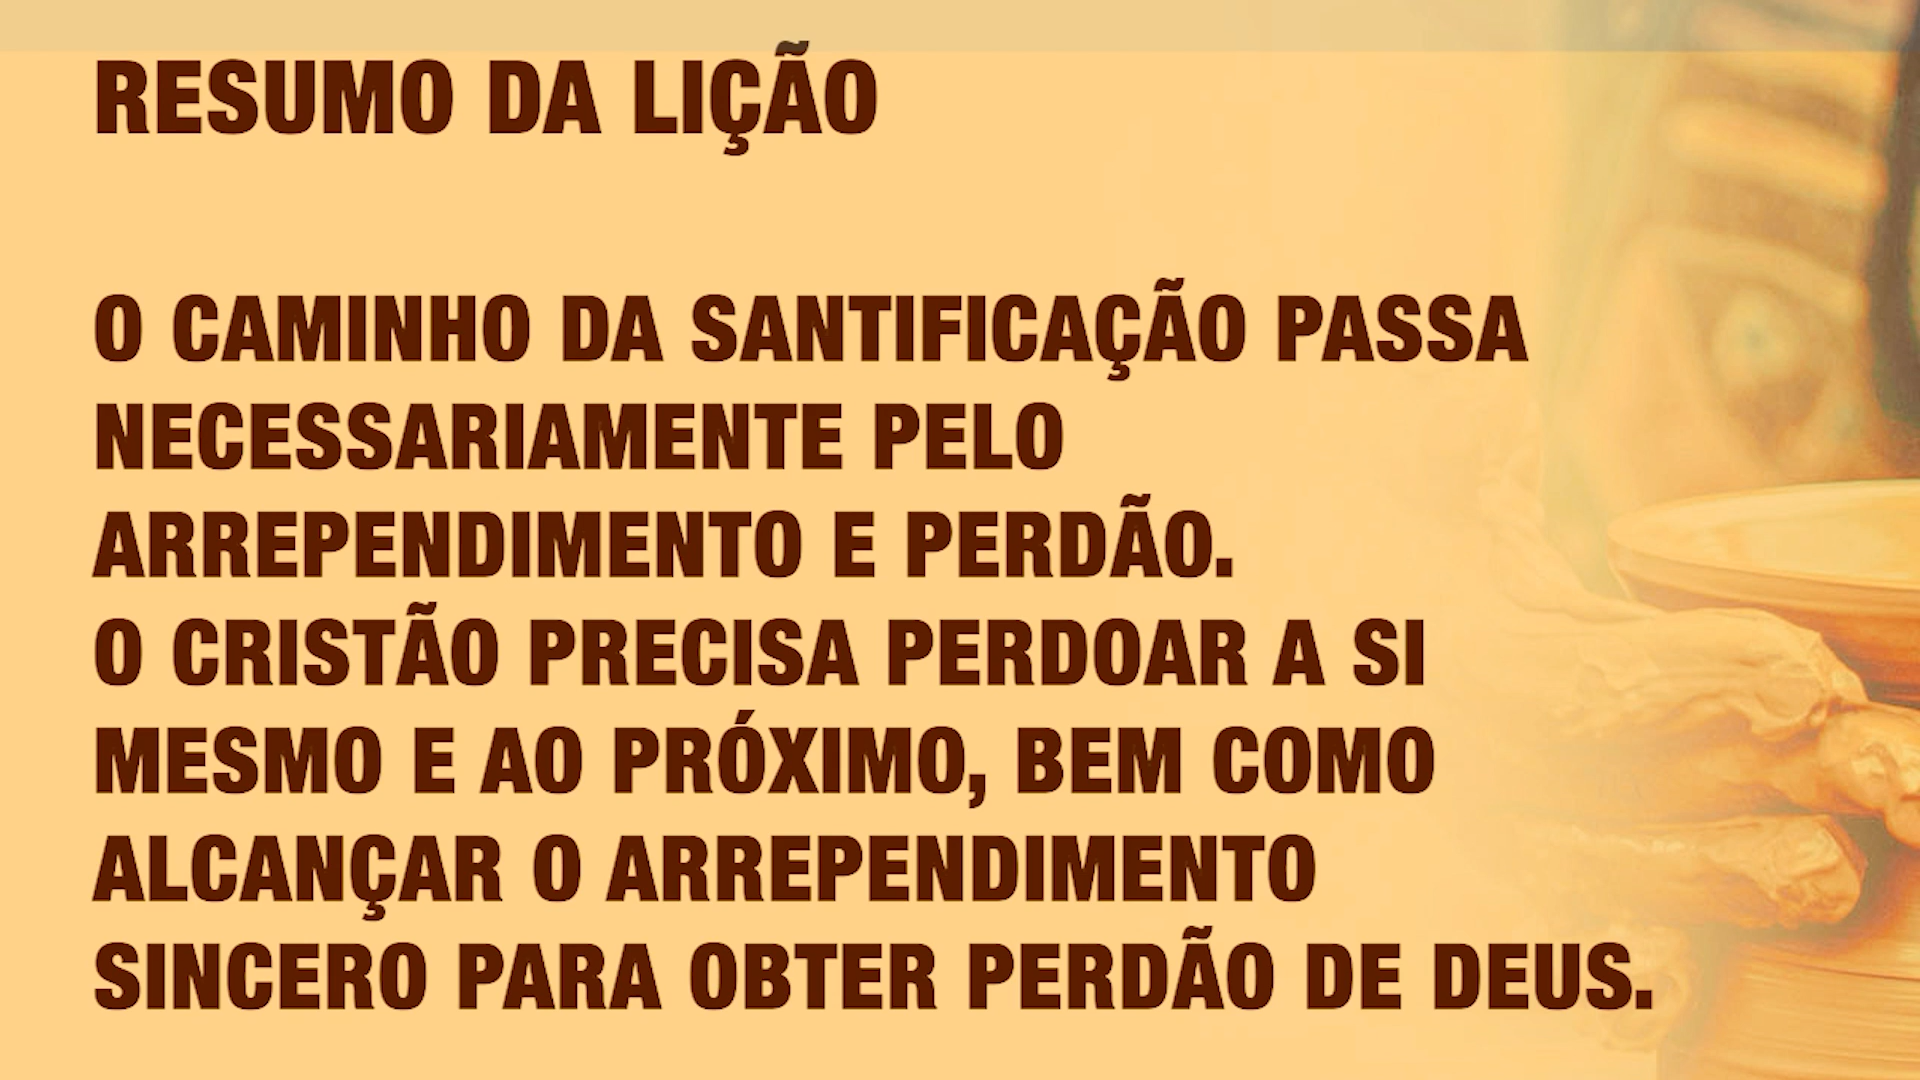 RESUMO DA LIÇÃO
O CAMINHO DA SANTIFICAÇÃO PASSA
NECESSARIAMENTE PELO
ARREPENDIMENTO E PERDÃO.
O CRISTÃO PRECISA PERDOAR A SI
MESMO E AO PRÓXIMO, BEM COMO
ALCANÇAR O ARREPENDIMENTO
SINCERO PARA OBTER PERDÃO DE DEUS.